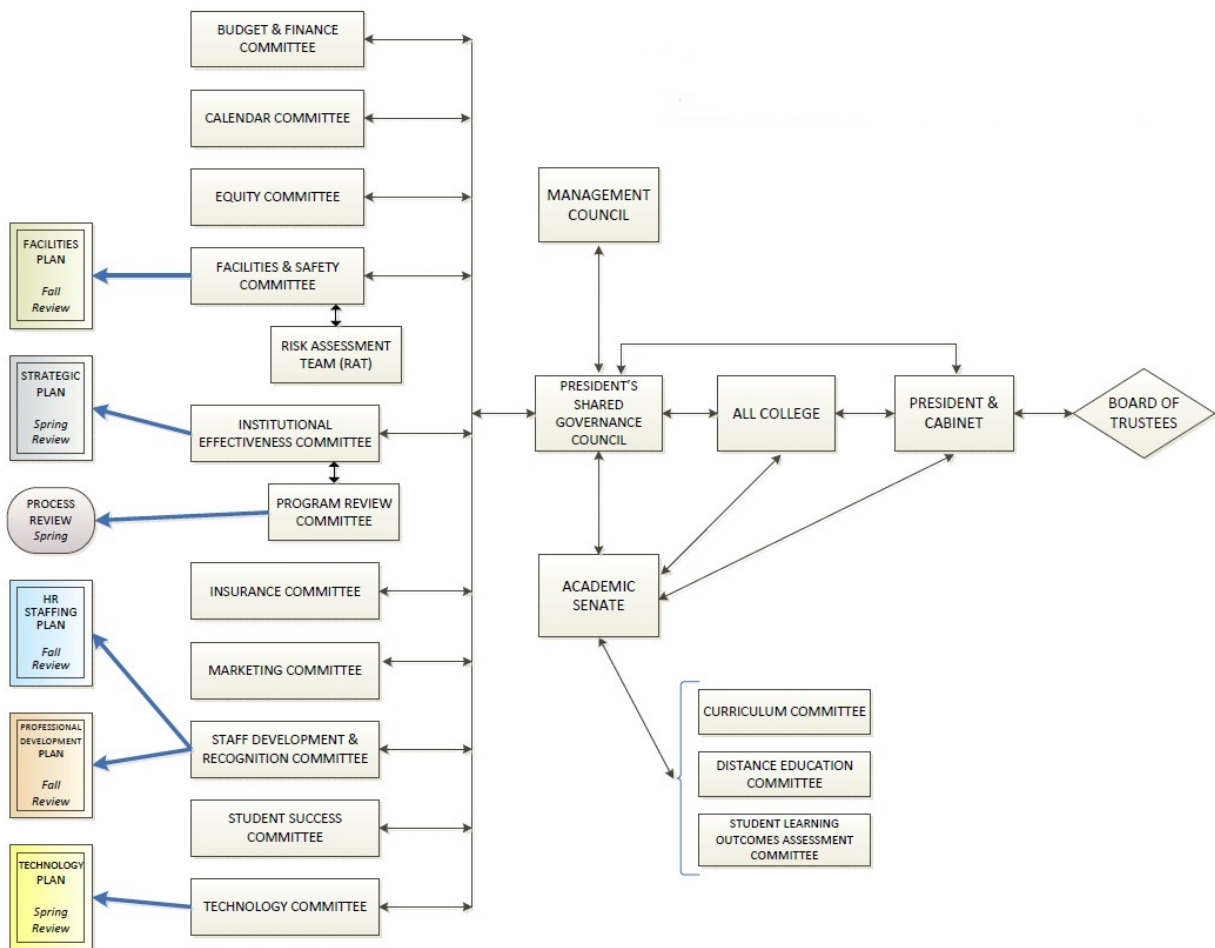 BUDGET & FINANCE
COMMITTEE
CALENDAR COMMITTEE
EQUITY COMMITTEE
MANAGEMENT
COUNCIL
FACILITIES
PLAN
Fall
Review
FACILITIES & SAFETY
COMMITTEE
RISK ASSESSMENT
TEAM (RAT)
STRATEGIC
PLAN
Spring
Review
INSTITUTIONAL
EFFECTIVENESS COMMITTEE
PRESIDENT'S
SHARED
GOVERNANCE
COUNCIL
ALL COLLEGE
PRESIDENT &
CABINET
BOARD OF
TRUSTEES
PROCESS
REVIEW
Spring
PROGRAM REVIEW
COMMITTEE
ACADEMIC
SENATE
HR
STAFFING
PLAN
Fall
Review
INSURANCE COMMITTEE
MARKETING COMMITTEE
PROFESSIONAL
DEVELOPMENT
PLAN
Fall
Review
STAFF DEVELOPMENT &
RECOGNITION COMMITTEE
CURRICULUM COMMITTEE
DISTANCE EDUCATION
COMMITTEE
STUDENT LEARNING
OUTCOMES ASSESSMENT
COMMITTEE
STUDENT SUCCESS
COMMITTEE
TECHNOLOGY
PLAN
Spring
Review
TECHNOLOGY COMMITTEE